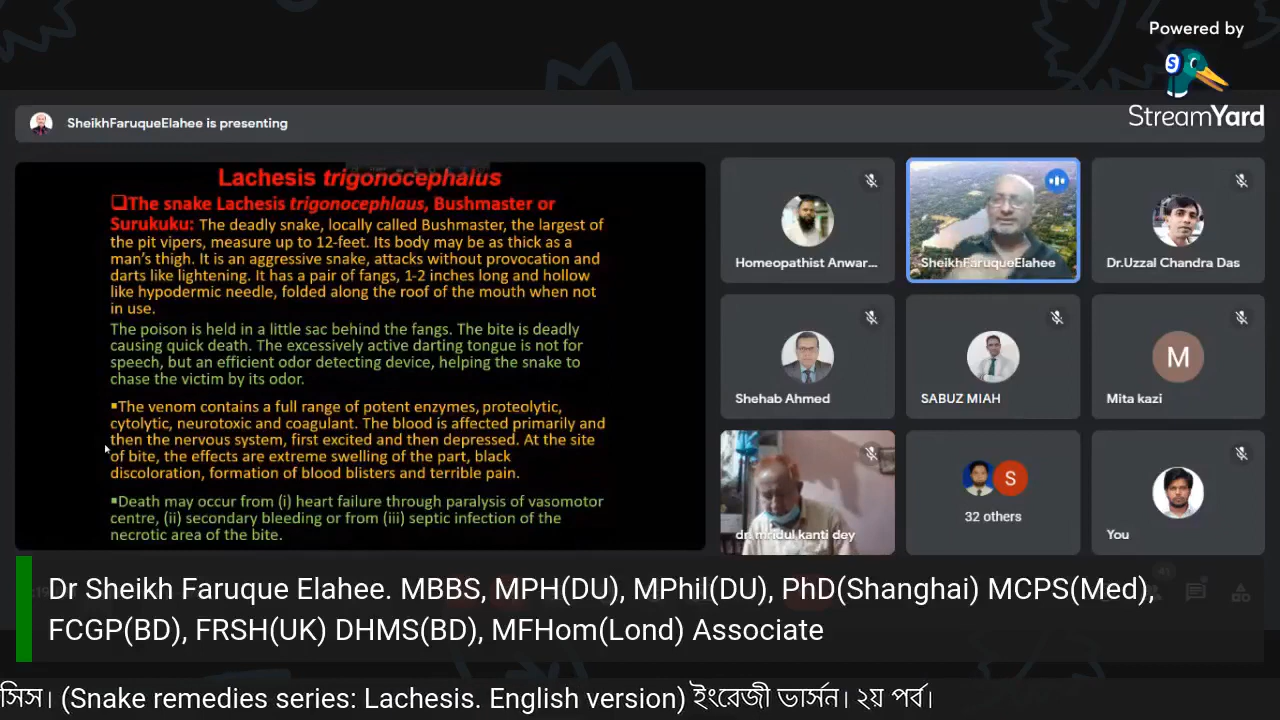 Powered by
StreamYard
SheikhFaruqueElahee is presenting
Lachesis trigonocephalus
❑The snake Lachesis trigonocephlaus, Bushmaster or
Surukuku: The deadly snake, locally called Bushmaster, the largest of
the pit vipers, measure up to 12-feet. Its body may be as thick as a
man's thigh. It is an aggressive snake, attacks without provocation and
darts like lightening. It has a pair of fangs, 1-2 inches long and hollow
like hypodermic needle, folded along the roof of the mouth when not
in use.
The poison is held in a little sac behind the fangs. The bite is deadly
causing quick death. The excessively active darting tongue is not for
speech, but an efficient odor detecting device, helping the snake to
chase the victim by its odor.
▪The venom contains a full range of potent enzymes, proteolytic,
cytolytic, neurotoxic and coagulant. The blood is affected primarily and
then the nervous system, first excited and then depressed. At the site
of bite, the effects are extreme swelling of the part, black
discoloration, formation of blood blisters and terrible pain.
▪Death may occur from (i) heart failure through paralysis of vasomotor
centre, (ii) secondary bleeding or from (iii) septic infection of the
necrotic area of the bite.
Homeopathist Anwar...
SheikhFaruqueElahee
Dr.Uzzal Chandra Das
Shehab Ahmed
SABUZ MIAH
M
Mita kazi
dr. mridul kanti dey
S
32 others
You
41
Dr Sheikh Faruque Elahee. MBBS, MPH(DU), MPhil(DU), PhD(Shanghai) MCPS(Med),
FCGP(BD), FRSH(UK) DHMS(BD), MFHom(Lond) Associate
সিস। (Snake remedies series: Lachesis. English version) ইংরেজী ভার্সন। ২য় পর্ব।